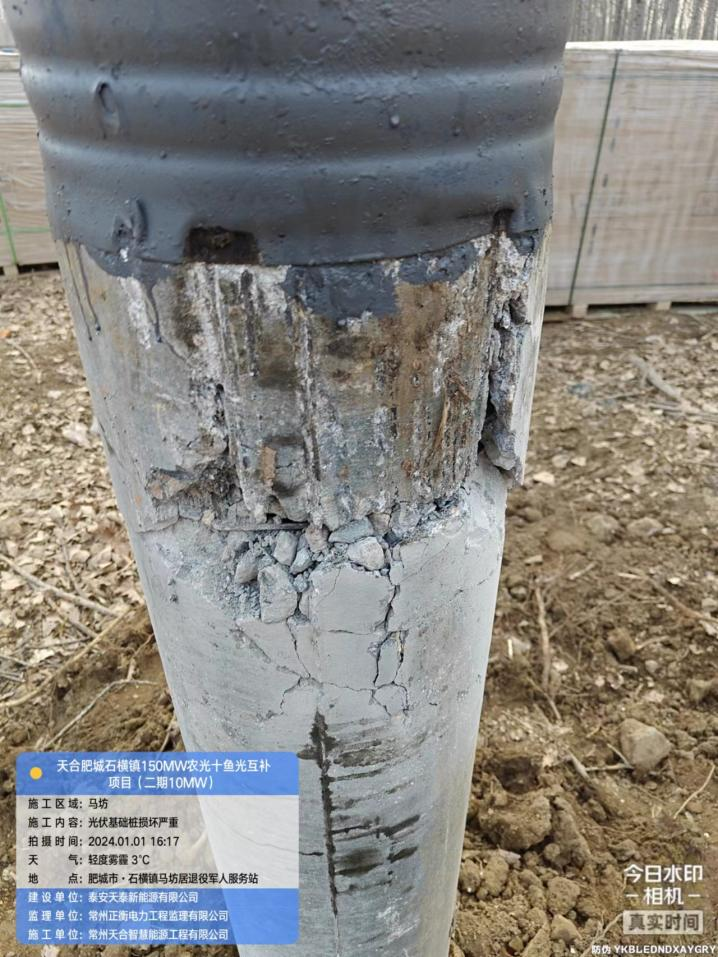 天合肥城石横镇150MW农光+鱼光互补
项目（二期10MW）
施工区域：马坊
施工内容：光伏基础桩损坏严重
拍摄时间：2024.01.01 16:17
天　　气：轻度雾霾 3℃
地　　点：肥城市·石横镇马坊居退役军人服务站
建设单位：泰安天泰新能源有限公司
监理单位：常州正衡电力工程监理有限公司
施工单位：常州天合智慧能源工程有限公司
今日水印
-相机-
真实时间
防伪 YKBLEDNDXAYGRY